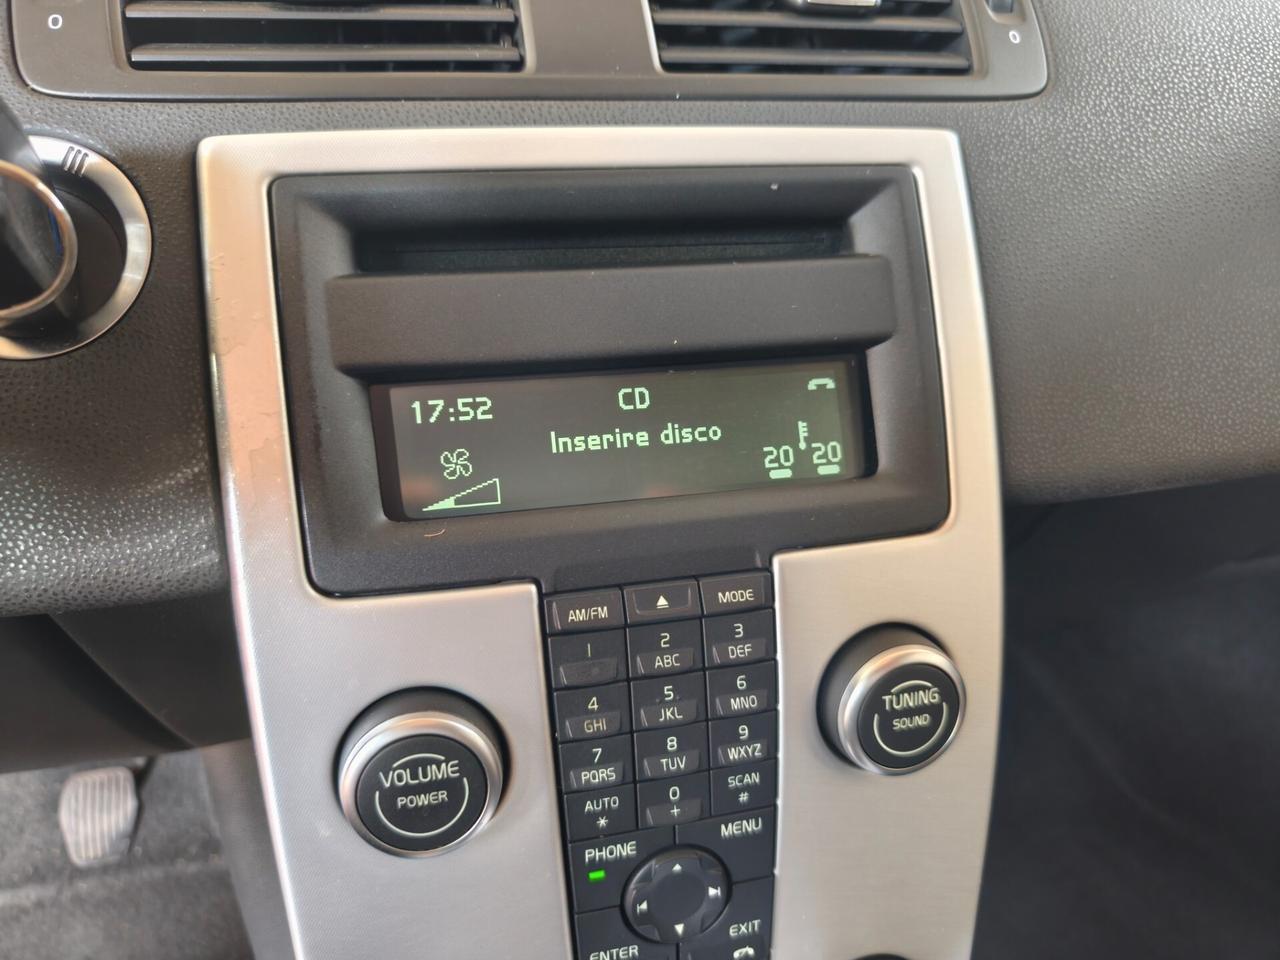 0
0
17:52
CD
Inserire disco
20
20
AM/FM
MODE
1
2
ABC
3
DEF
4
GHI
5
JKL
6
MNO
7
PQRS
8
TUV
9
WXYZ
AUTO
*
0
+
SCAN
#
VOLUME
POWER
TUNING
SOUND
PHONE
MENU
ENTER
EXIT